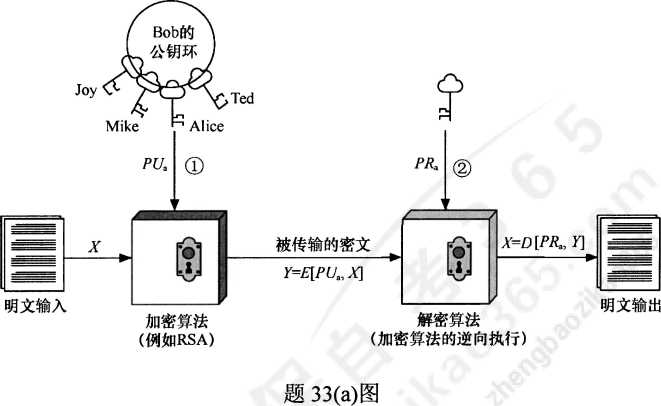 Bob的
公钥环
Joy
Mike
Alice
Ted
PUa
①
PRa
②
X
被传输的密文
Y=E[PUa, X]
X=D[PRa, Y]
明文输入
加密算法
(例如RSA)
解密算法
(加密算法的逆向执行)
明文输出
题 33(a)图